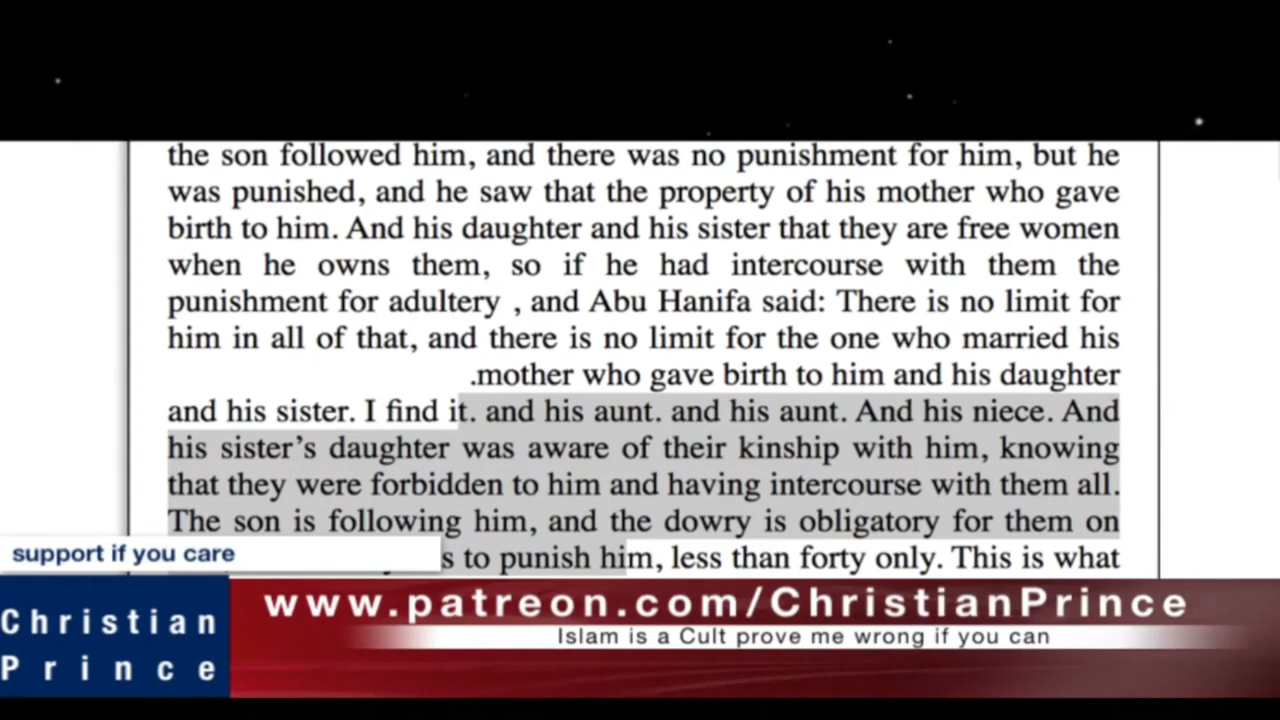 the son followed him, and there was no punishment for him, but he
was punished, and he saw that the property of his mother who gave
birth to him. And his daughter and his sister that they are free women
when he owns them, so if he had intercourse with them the
punishment for adultery , and Abu Hanifa said: There is no limit for
him in all of that, and there is no limit for the one who married his
.mother who gave birth to him and his daughter
and his sister. I find it. and his aunt. and his aunt. And his niece. And
his sister's daughter was aware of their kinship with him, knowing
that they were forbidden to him and having intercourse with them all.
The son is following him, and the dowry is obligatory for them on
s to punish him, less than forty only. This is what
support if you care
Christian
Prince
www.patreon.com/ChristianPrince
Islam is a Cult prove me wrong if you can